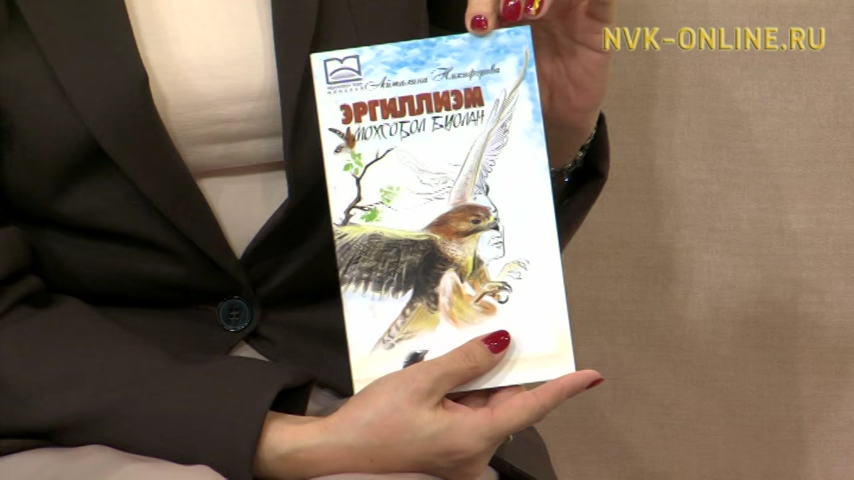 NVK-ONLINE.RU
Айталина Никифорова
ЭРГИЛЛИЭМ
МОХСОҔОЛ БУОЛАН